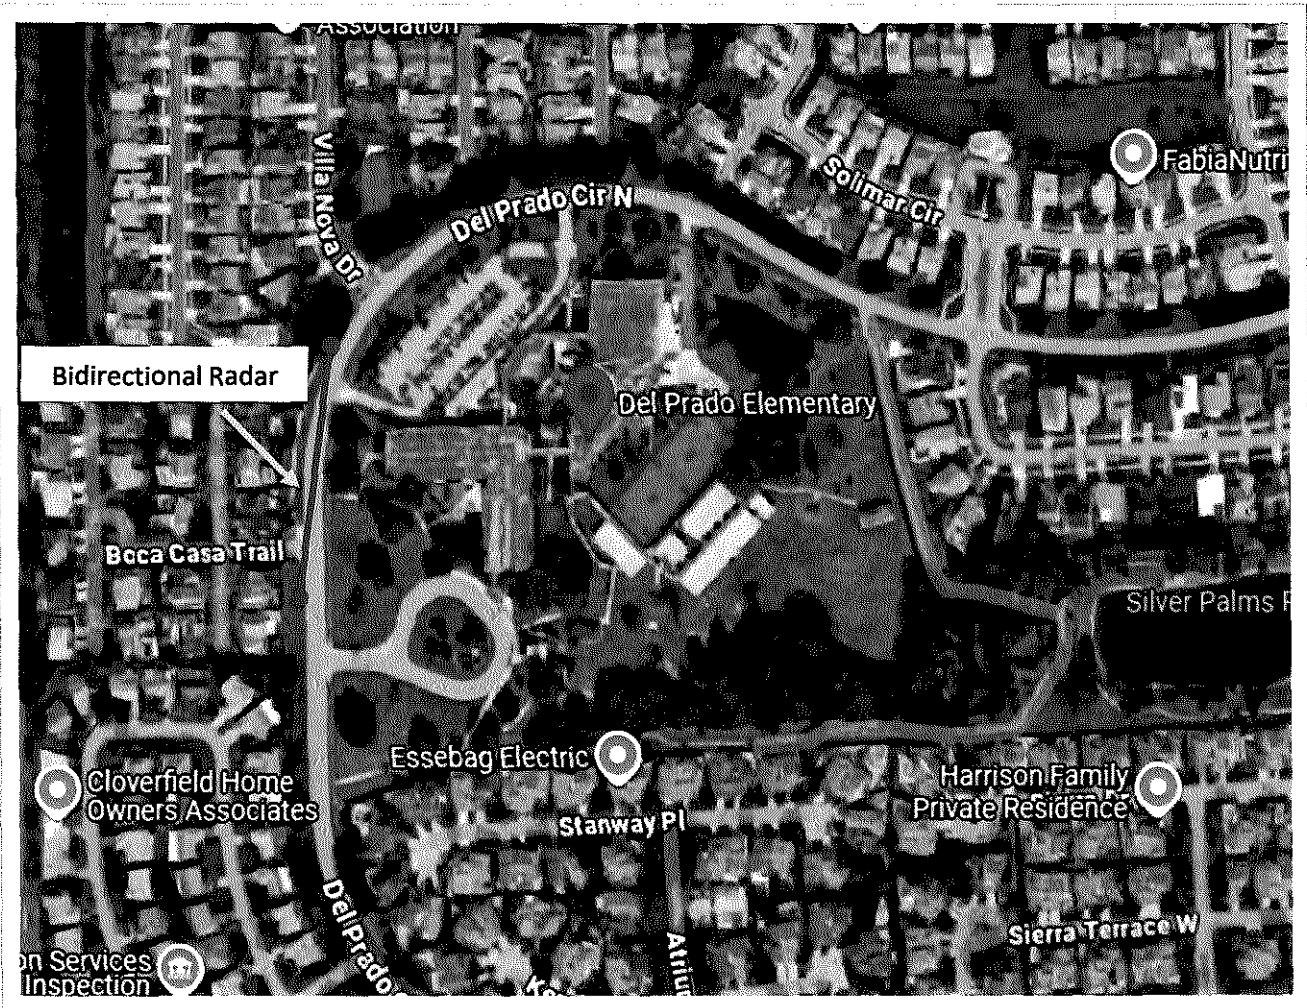 Association
Villa Nova Dr
Del Prado Cir N
Solimar Cir
FabiaNutri
Bidirectional Radar
Del Prado Elementary
Boca Casa Trail
Silver Palms P
Essebag Electric
Cloverfield Home
Owners Associates
Harrison Family
Private Residence
Stanway Pl
Del Prado C
Sierra Terrace W
on Services
Inspection
Atriu